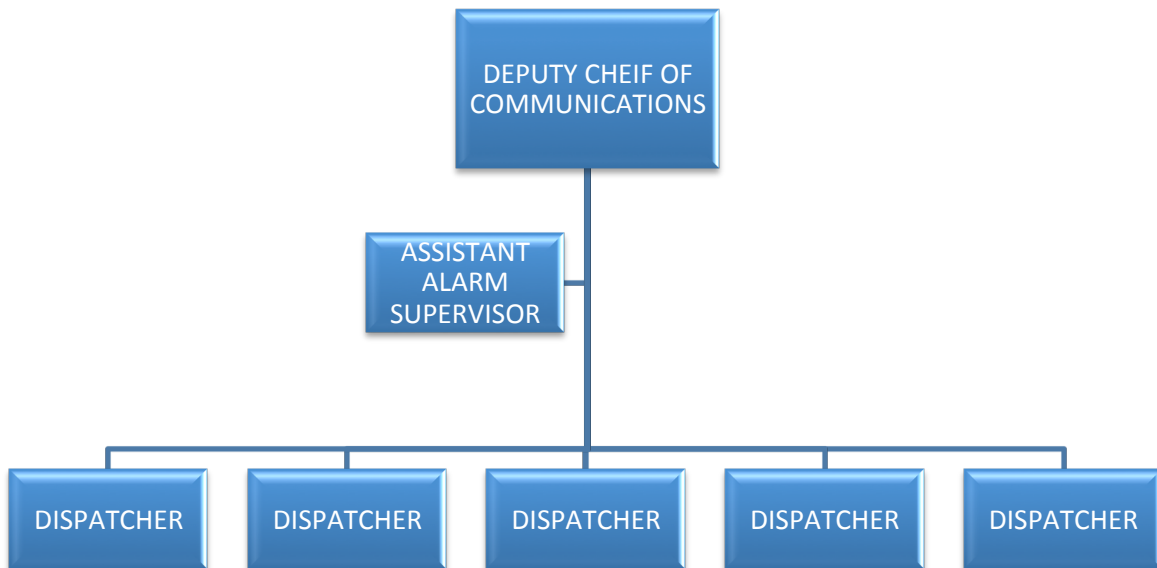 DEPUTY CHEIF OF
COMMUNICATIONS
ASSISTANT
ALARM
SUPERVISOR
DISPATCHER
DISPATCHER
DISPATCHER
DISPATCHER
DISPATCHER